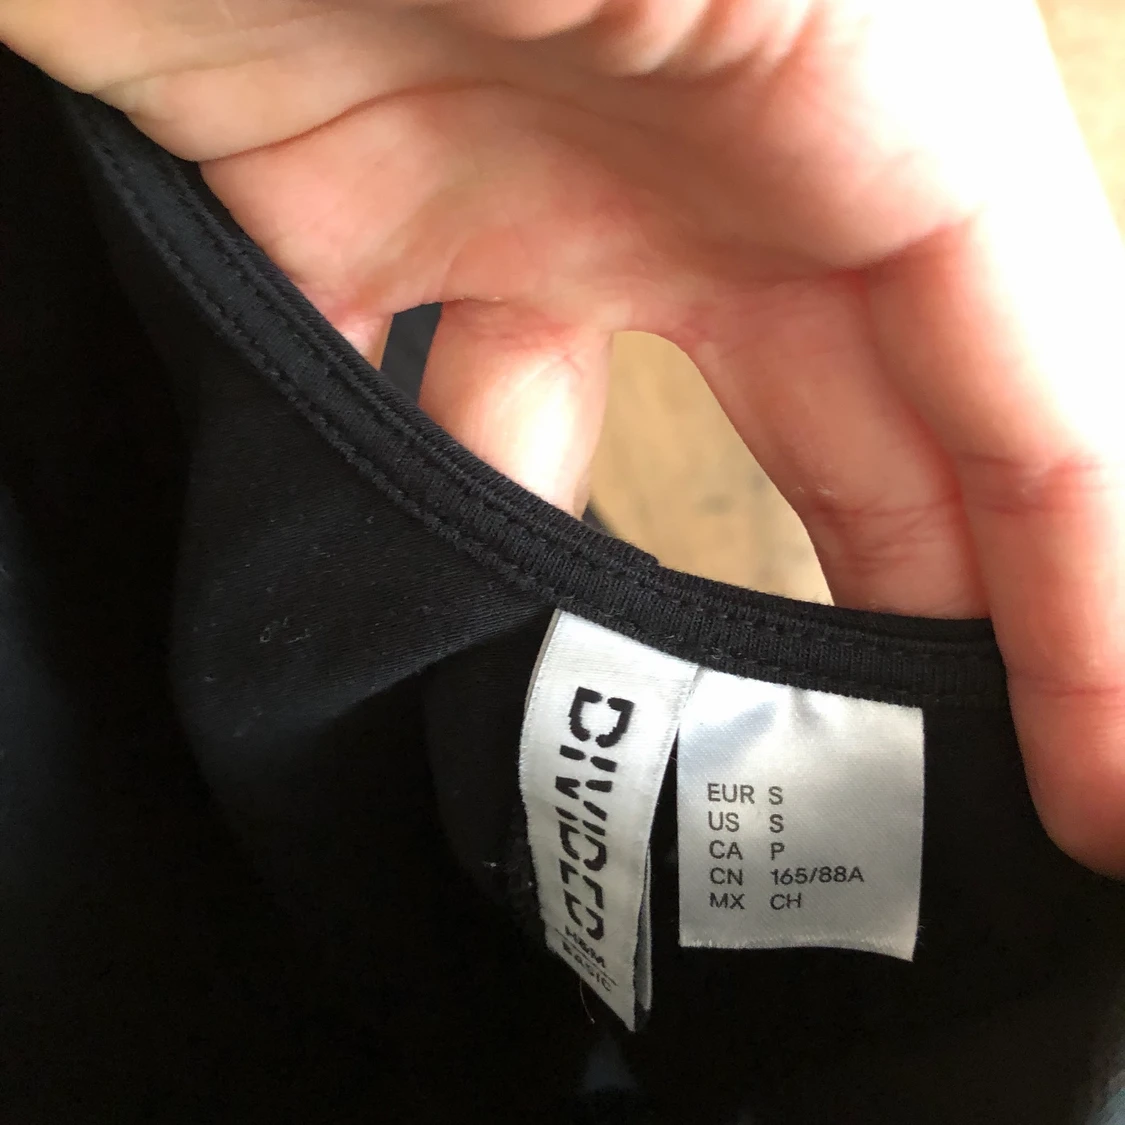 DIVIDED
H&M
BASIC
EUR S
US S
CA P
CN 165/88A
MX CH